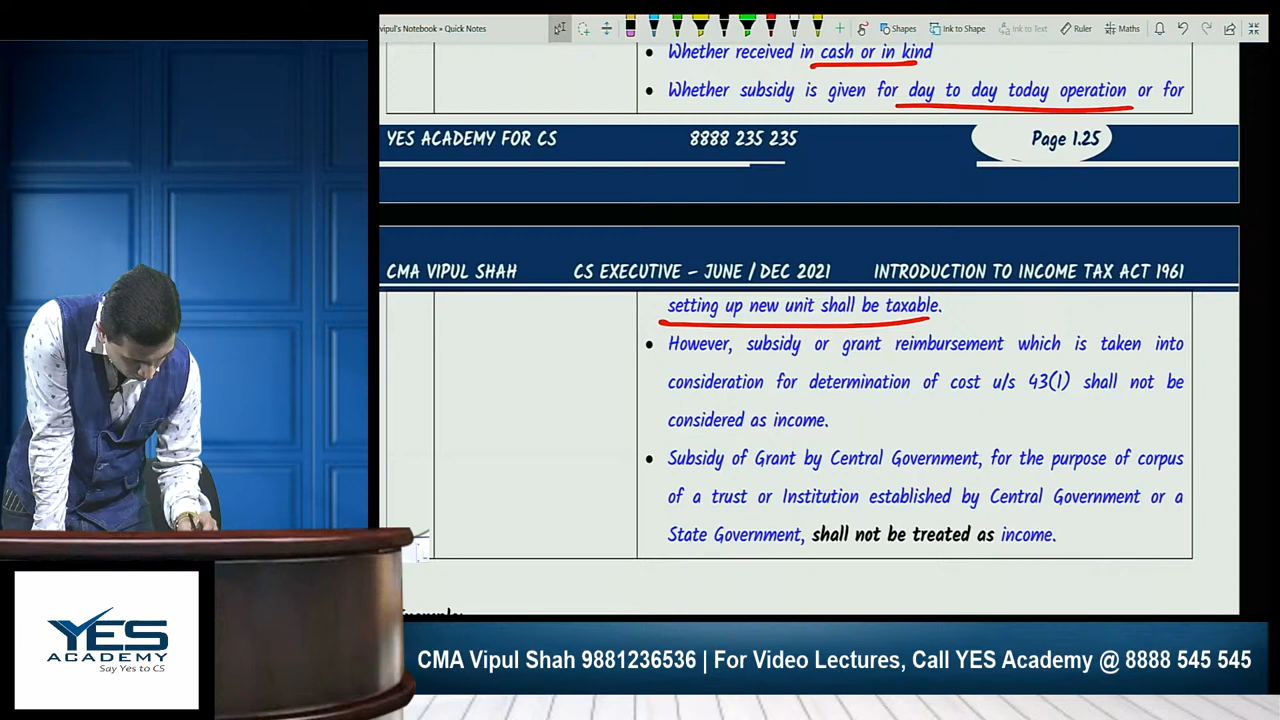 Vipul's Notebook » Quick Notes
Shapes
Ink to Shape
Ink to Text
Ruler
Maths
• Whether received in cash or in kind
• Whether subsidy is given for day to day today operation or for
YES ACADEMY FOR CS 8888 235 235 Page 1.25
CMA VIPUL SHAH CS EXECUTIVE – JUNE / DEC 2021 INTRODUCTION TO INCOME TAX ACT 1961
setting up new unit shall be taxable.
• However, subsidy or grant reimbursement which is taken into
consideration for determination of cost u/s 43(1) shall not be
considered as income.
• Subsidy of Grant by Central Government, for the purpose of corpus
of a trust or Institution established by Central Government or a
State Government, shall not be treated as income.
YES
ACADEMY
Say Yes to CS
CMA Vipul Shah 9881236536 | For Video Lectures, Call YES Academy @ 8888 545 545